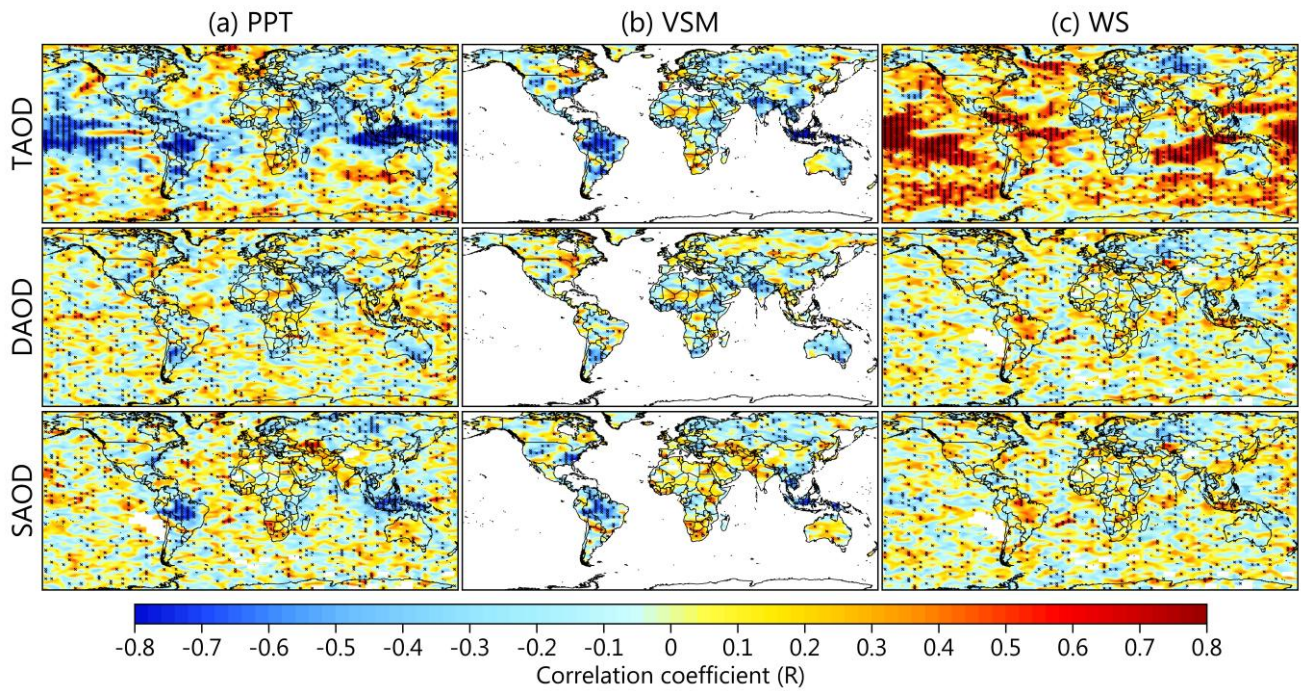 (a) PPT (b) VSM (c) WS
TAOD
DAOD
SAOD
-0.8 -0.7 -0.6 -0.5 -0.4 -0.3 -0.2 -0.1 0 0.1 0.2 0.3 0.4 0.5 0.6 0.7 0.8
Correlation coefficient (R)